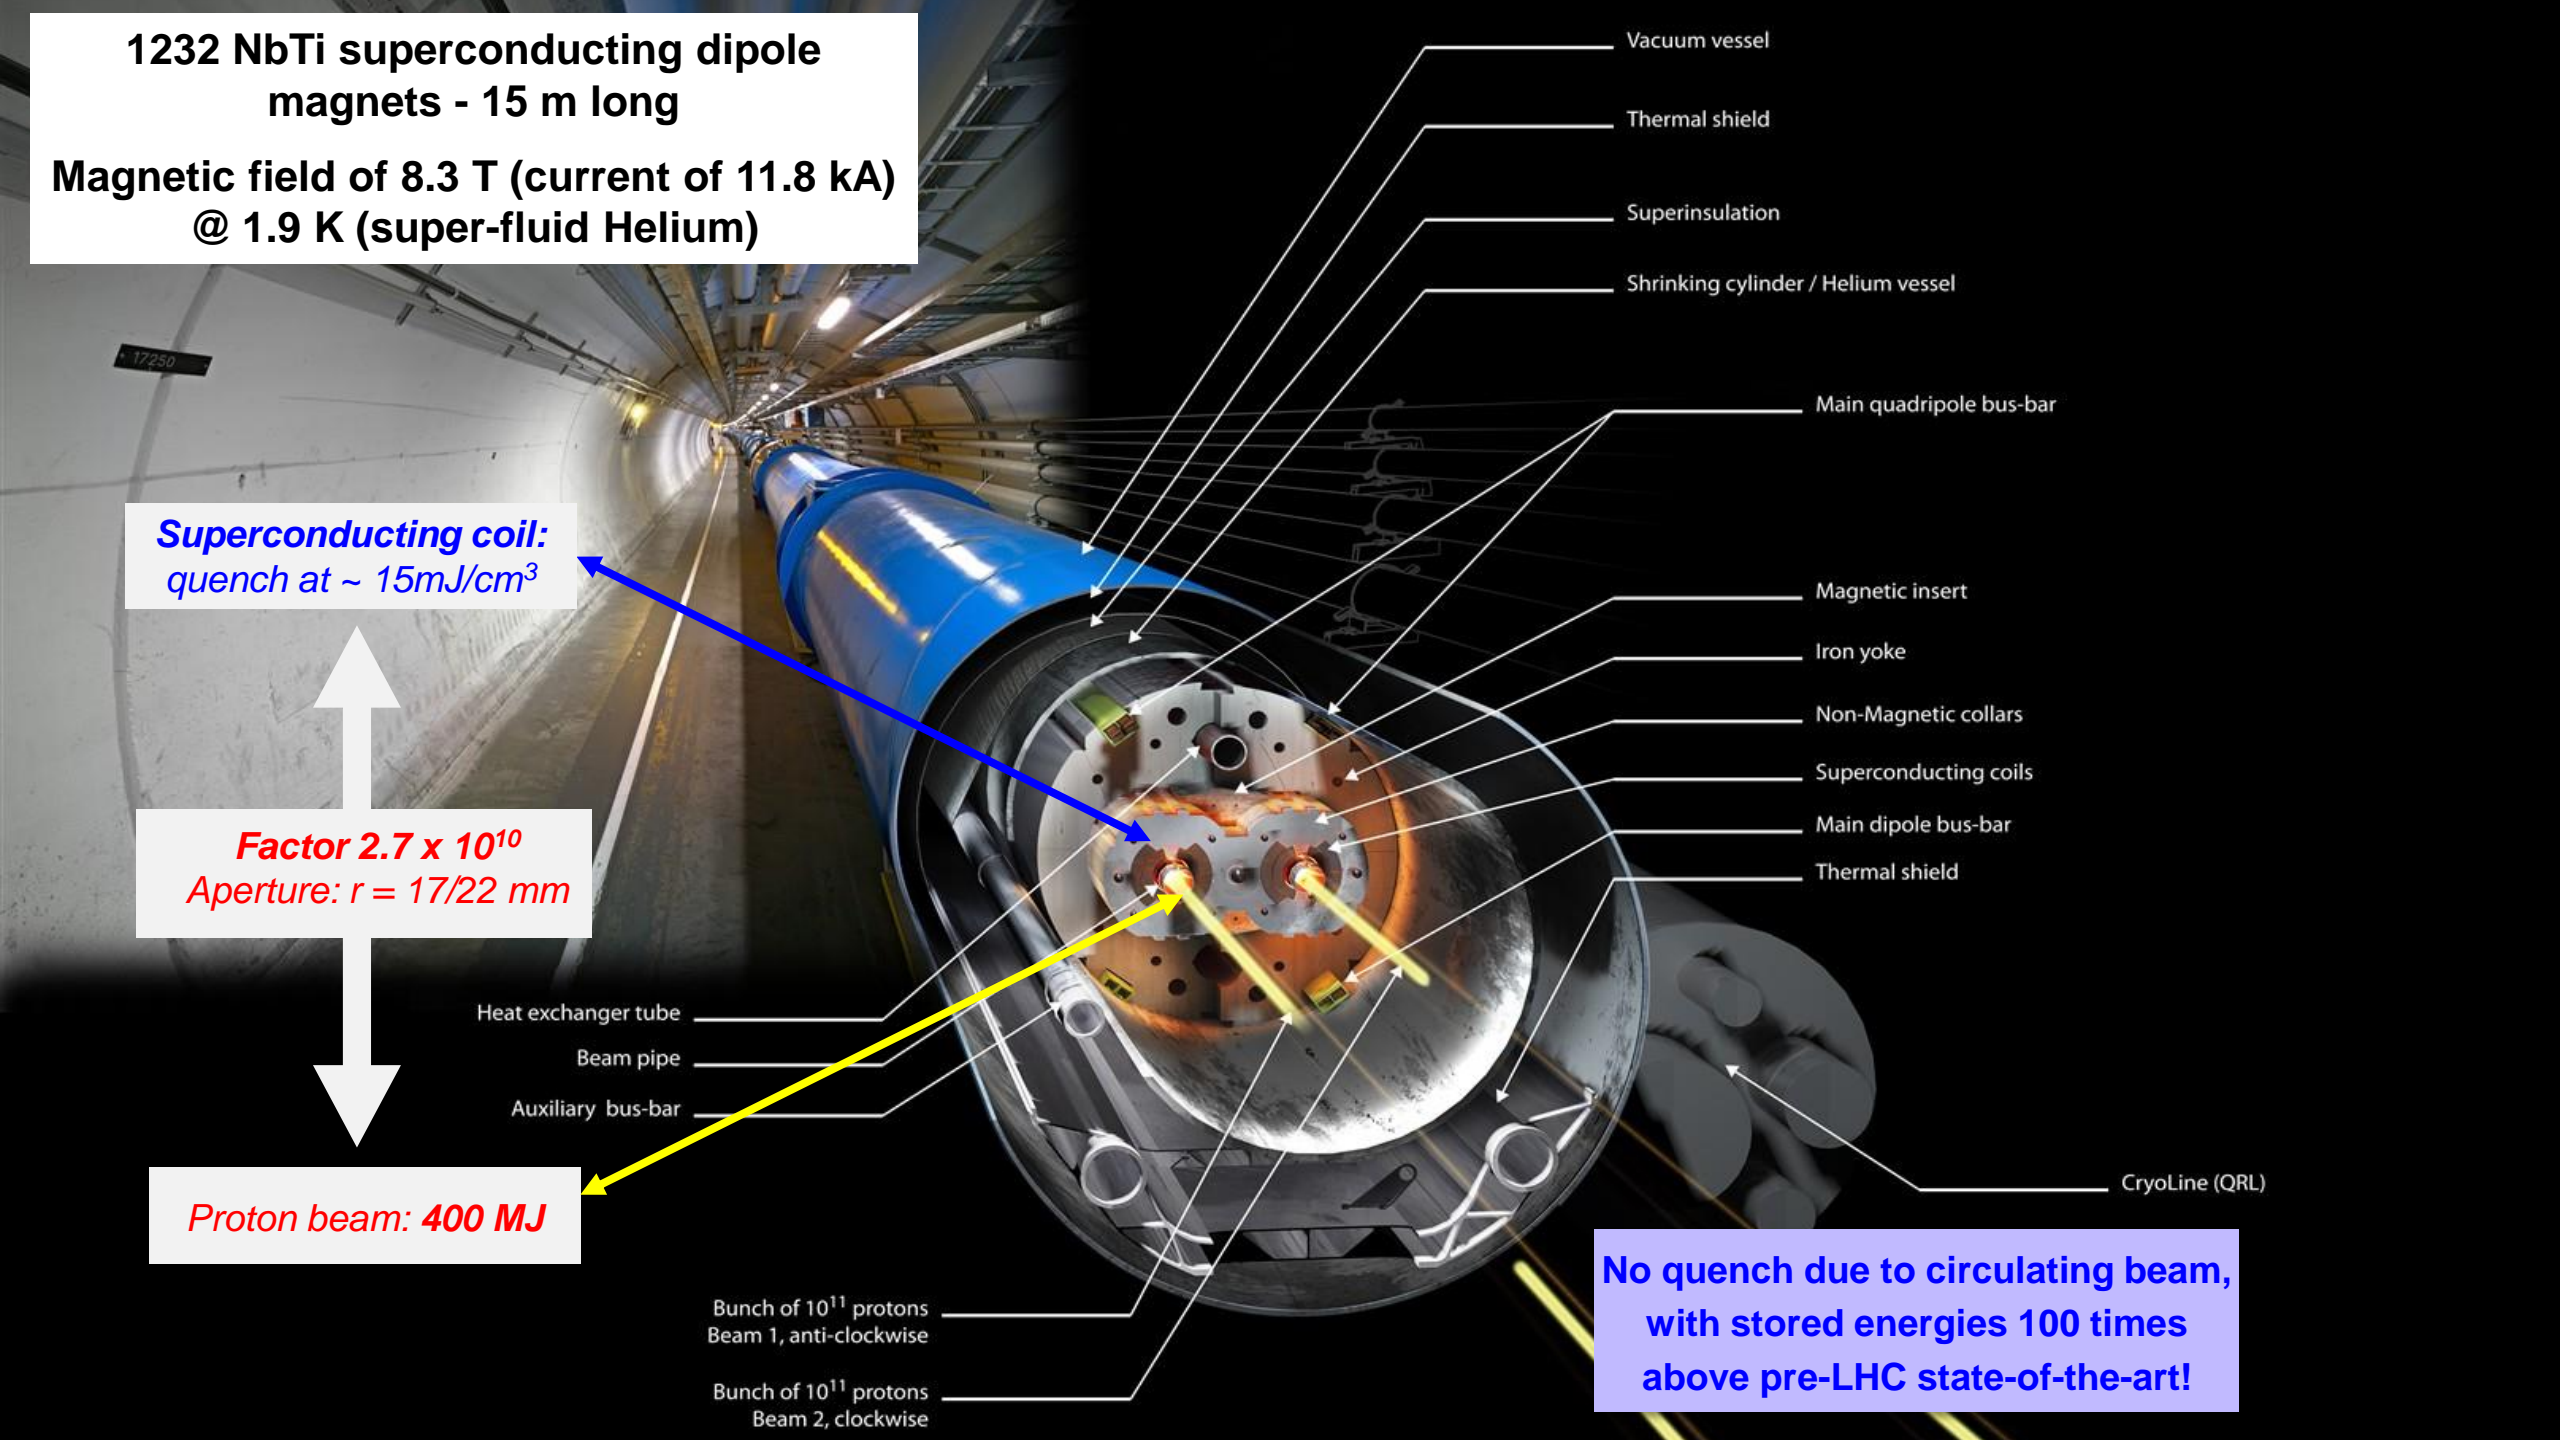 1232 NbTi superconducting dipole
magnets - 15 m long
Magnetic field of 8.3 T (current of 11.8 kA)
@ 1.9 K (super-fluid Helium)
Vacuum vessel
Thermal shield
Superinsulation
Shrinking cylinder / Helium vessel
17250
Main quadripole bus-bar
Superconducting coil:
quench at ~ 15mJ/cm³
Magnetic insert
Iron yoke
Non-Magnetic collars
Superconducting coils
Main dipole bus-bar
Thermal shield
Factor 2.7 x 10¹⁰
Aperture: r = 17/22 mm
Heat exchanger tube
Beam pipe
Auxiliary bus-bar
Proton beam: 400 MJ
CryoLine (QRL)
Bunch of 10¹¹ protons
Beam 1, anti-clockwise
Bunch of 10¹¹ protons
Beam 2, clockwise
No quench due to circulating beam,
with stored energies 100 times
above pre-LHC state-of-the-art!